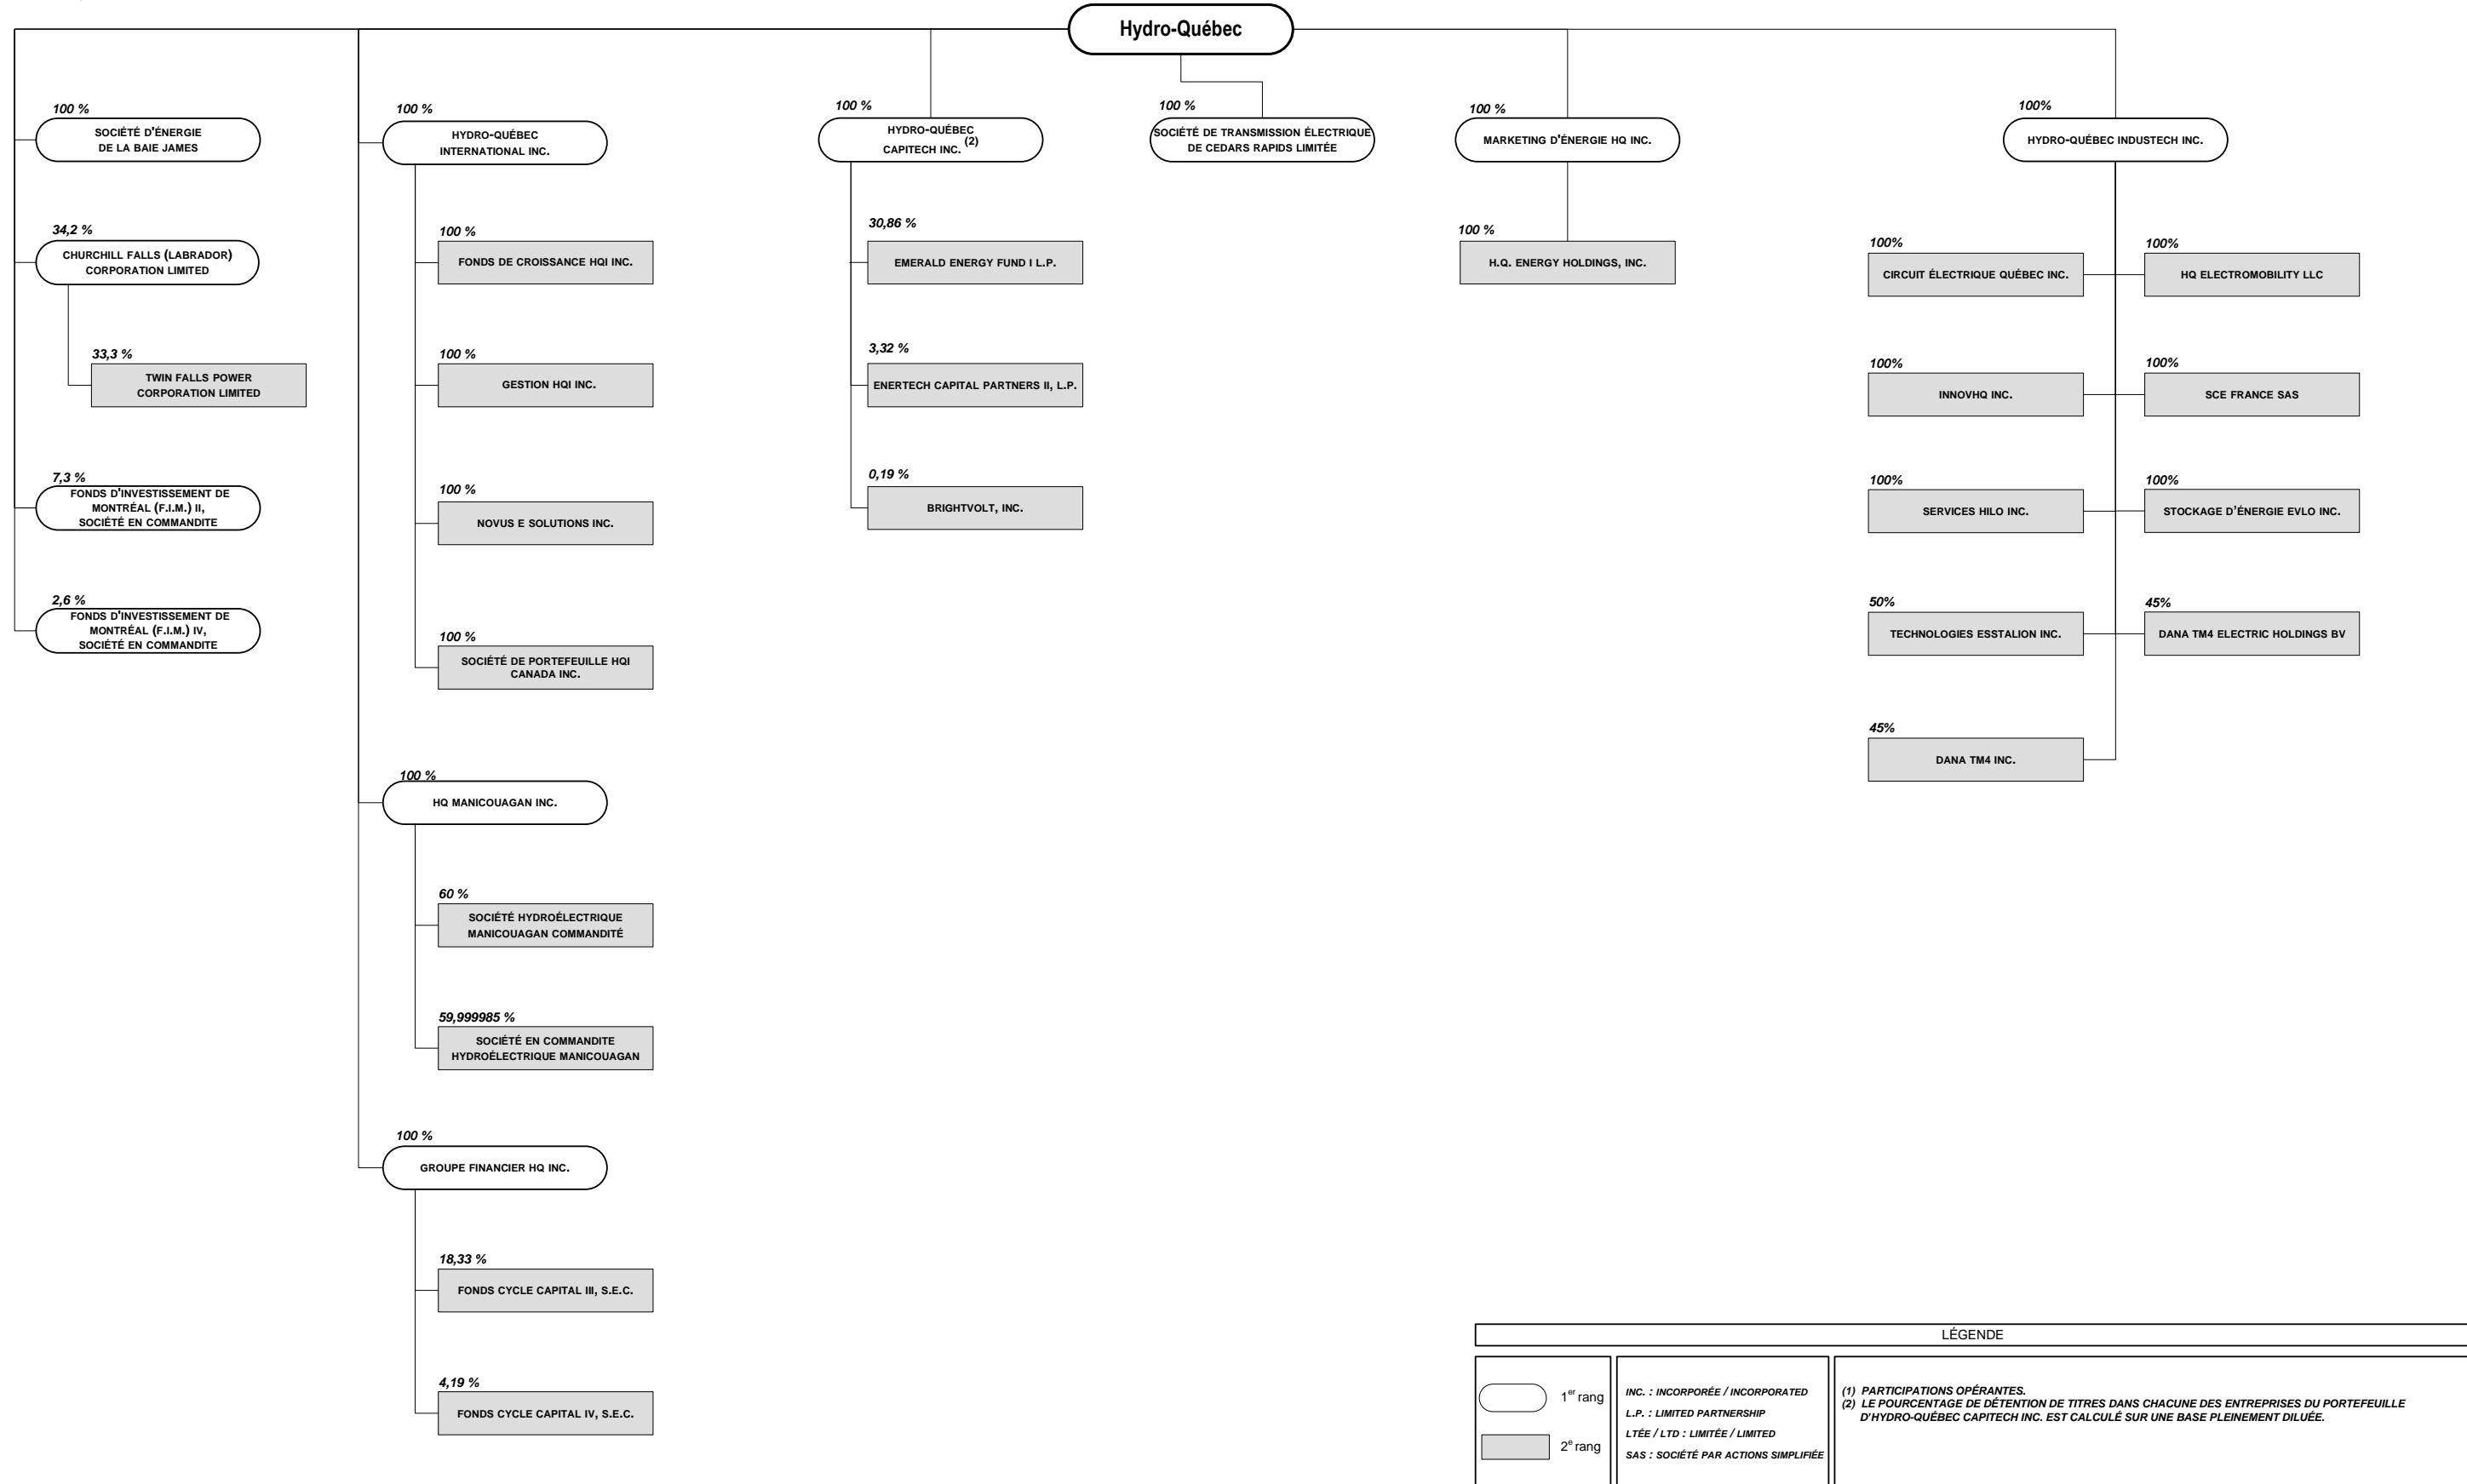 Hydro-Québec
100 %
SOCIÉTÉ D'ÉNERGIE
DE LA BAIE JAMES
34,2 %
CHURCHILL FALLS (LABRADOR)
CORPORATION LIMITED
33,3 %
TWIN FALLS POWER
CORPORATION LIMITED
7,3 %
FONDS D'INVESTISSEMENT DE
MONTRÉAL (F.I.M.) II,
SOCIÉTÉ EN COMMANDITE
2,6 %
FONDS D'INVESTISSEMENT DE
MONTRÉAL (F.I.M.) IV,
SOCIÉTÉ EN COMMANDITE
100 %
HYDRO-QUÉBEC
INTERNATIONAL INC.
100 %
FONDS DE CROISSANCE HQI INC.
100 %
GESTION HQI INC.
100 %
NOVUS E SOLUTIONS INC.
100 %
SOCIÉTÉ DE PORTEFEUILLE HQI
CANADA INC.
100 %
HQ MANICOUAGAN INC.
60 %
SOCIÉTÉ HYDROÉLECTRIQUE
MANICOUAGAN COMMANDITÉ
59,999985 %
SOCIÉTÉ EN COMMANDITE
HYDROÉLECTRIQUE MANICOUAGAN
100 %
GROUPE FINANCIER HQ INC.
18,33 %
FONDS CYCLE CAPITAL III, S.E.C.
4,19 %
FONDS CYCLE CAPITAL IV, S.E.C.
100 %
HYDRO-QUÉBEC
CAPITECH INC. (2)
30,86 %
EMERALD ENERGY FUND I L.P.
3,32 %
ENERTECH CAPITAL PARTNERS II, L.P.
0,19 %
BRIGHTVOLT, INC.
100 %
SOCIÉTÉ DE TRANSMISSION ÉLECTRIQUE
DE CEDARS RAPIDS LIMITÉE
100 %
MARKETING D'ÉNERGIE HQ INC.
100 %
H.Q. ENERGY HOLDINGS, INC.
100%
HYDRO-QUÉBEC INDUSTECH INC.
100%
CIRCUIT ÉLECTRIQUE QUÉBEC INC.
100%
HQ ELECTROMOBILITY LLC
100%
INNOVHQ INC.
100%
SCE FRANCE SAS
100%
SERVICES HILO INC.
100%
STOCKAGE D'ÉNERGIE EVLO INC.
50%
TECHNOLOGIES ESSTALION INC.
45%
DANA TM4 ELECTRIC HOLDINGS BV
45%
DANA TM4 INC.
LÉGENDE
1er rang
2e rang
INC. : INCORPORÉE / INCORPORATED
L.P. : LIMITED PARTNERSHIP
LTÉE / LTD : LIMITÉE / LIMITED
SAS : SOCIÉTÉ PAR ACTIONS SIMPLIFIÉE
(1) PARTICIPATIONS OPÉRANTES.
(2) LE POURCENTAGE DE DÉTENTION DE TITRES DANS CHACUNE DES ENTREPRISES DU PORTEFEUILLE
D'HYDRO-QUÉBEC CAPITECH INC. EST CALCULÉ SUR UNE BASE PLEINEMENT DILUÉE.